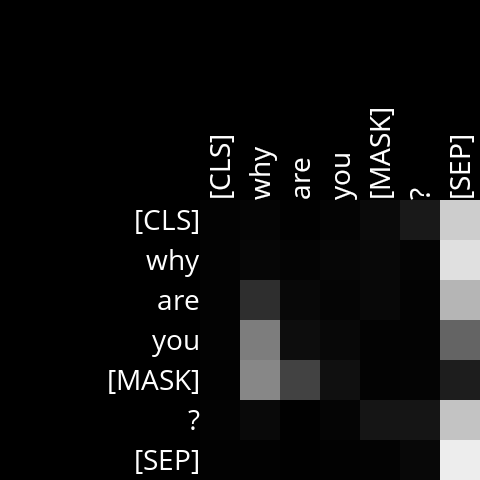 [CLS] why are you [MASK] ? [SEP]
[CLS]
why
are
you
[MASK]
?
[SEP]